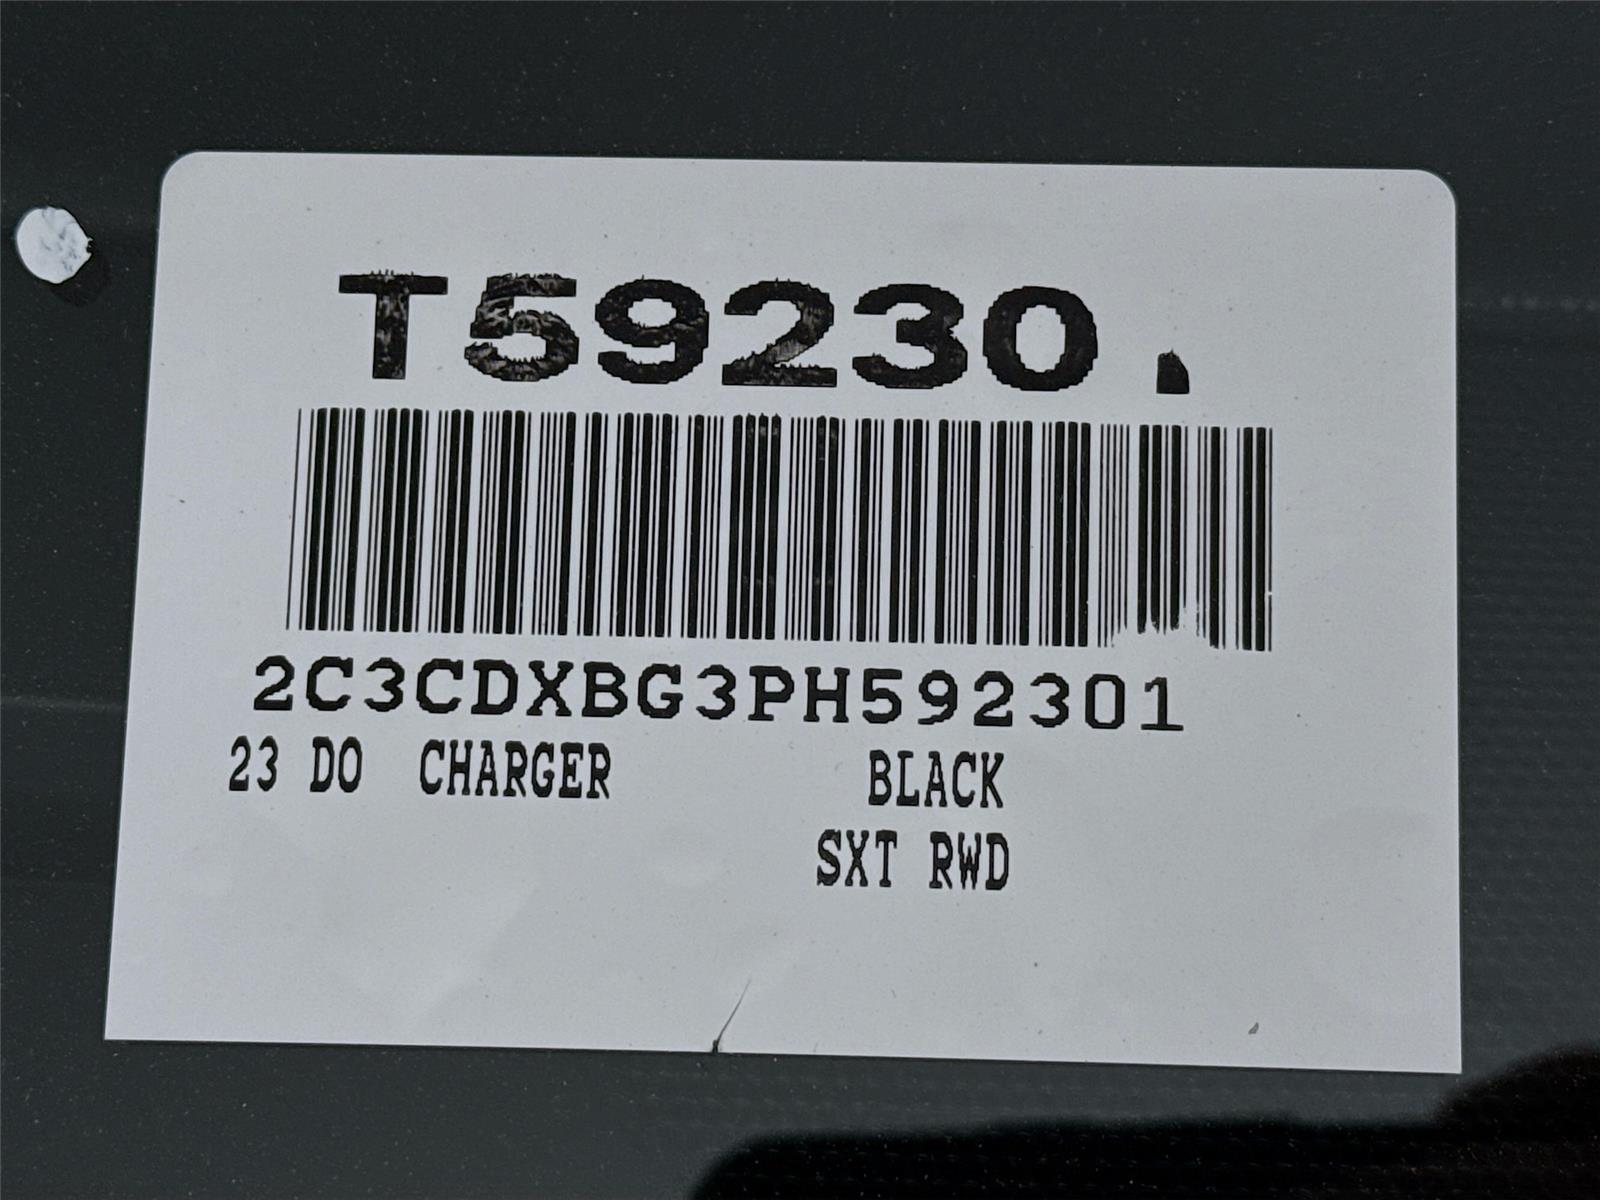 T59230.
2C3CDXBG3PH592301
23 DO CHARGER BLACK
SXT RWD